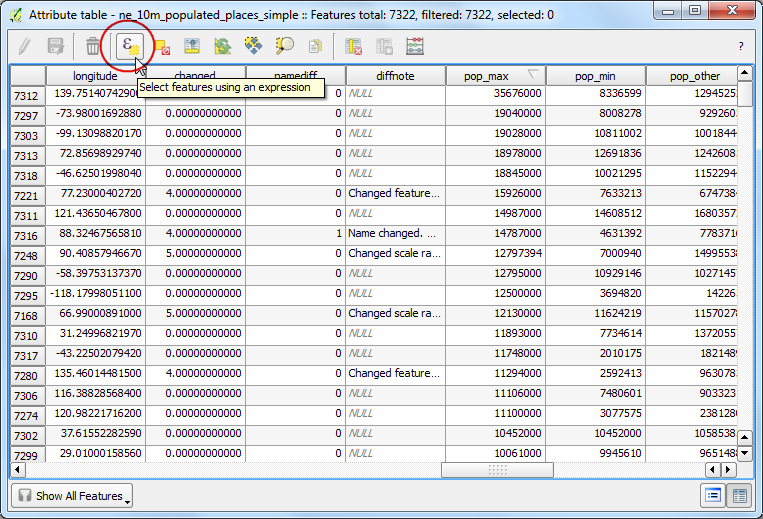 Attribute table - ne_10m_populated_places_simple :: Features total: 7322, filtered: 7322, selected: 0
ε
?
longitude changed namediff diffnote pop_max pop_min pop_other
Select features using an expression
7312 139.7514074290 0 NULL 35676000 8336599 1294525
7297 -73.98001692880 0.00000000000 0 NULL 19040000 8008278 929260
7303 -99.13098820170 0.00000000000 0 NULL 19028000 10811002 1001844
7313 72.85698929740 0.00000000000 0 NULL 18978000 12691836 1242608
7318 -46.62501998040 0.00000000000 0 NULL 18845000 10021295 1152294
7221 77.23000402720 4.00000000000 0 Changed feature... 15926000 7633213 674738
7311 121.43650467800 0.00000000000 0 NULL 14987000 14608512 1680357
7316 88.32467565810 4.00000000000 1 Name changed. ... 14787000 4631392 778371
7248 90.40857946670 5.00000000000 0 Changed scale ra... 12797394 7000940 1499553
7290 -58.39753137370 0.00000000000 0 NULL 12795000 10929146 1027145
7295 -118.17998051100 0.00000000000 0 NULL 12500000 3694820 14226
7168 66.99000891000 5.00000000000 0 Changed scale ra... 12130000 11624219 1157027
7310 31.24996821970 0.00000000000 0 NULL 11893000 7734614 1372055
7317 -43.22502079420 0.00000000000 0 NULL 11748000 2010175 182148
7280 135.46014481500 4.00000000000 0 Changed feature... 11294000 2592413 963078
7306 116.38828568400 0.00000000000 0 NULL 11106000 7480601 903323
7274 120.98221716200 0.00000000000 0 NULL 11100000 3077575 238128
7302 37.61552282590 0.00000000000 0 NULL 10452000 10452000 1058538
7299 29.01000158560 0.00000000000 0 NULL 10061000 9945610 965148
Show All Features